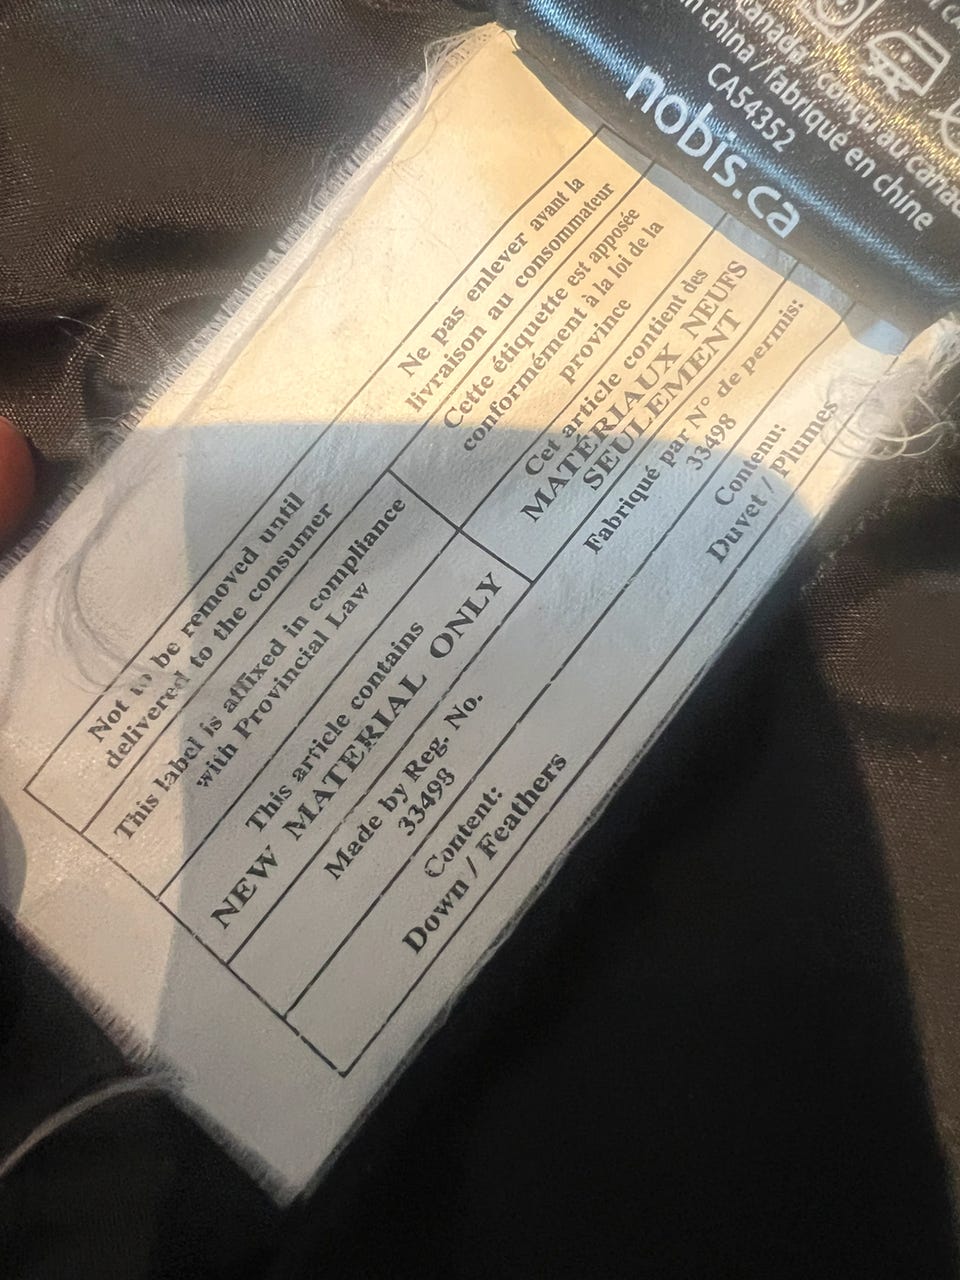 canada / conçu au canad
n china / fabriqué en chine
CA54352
nobis.ca
Not to be removed until
delivered to the consumer
This label is affixed in compliance
with Provincial Law
This article contains
NEW MATERIAL ONLY
Made by Reg. No.
33498
Content:
Down / Feathers
Ne pas enlever avant la
livraison au consommateur
Cette étiquette est apposée
conformément à la loi de la
province
Cet article contient des
MATÉRIAUX NEUFS
SEULEMENT
Fabriqué par N° de permis:
33498
Contenu:
Duvet / Plumes